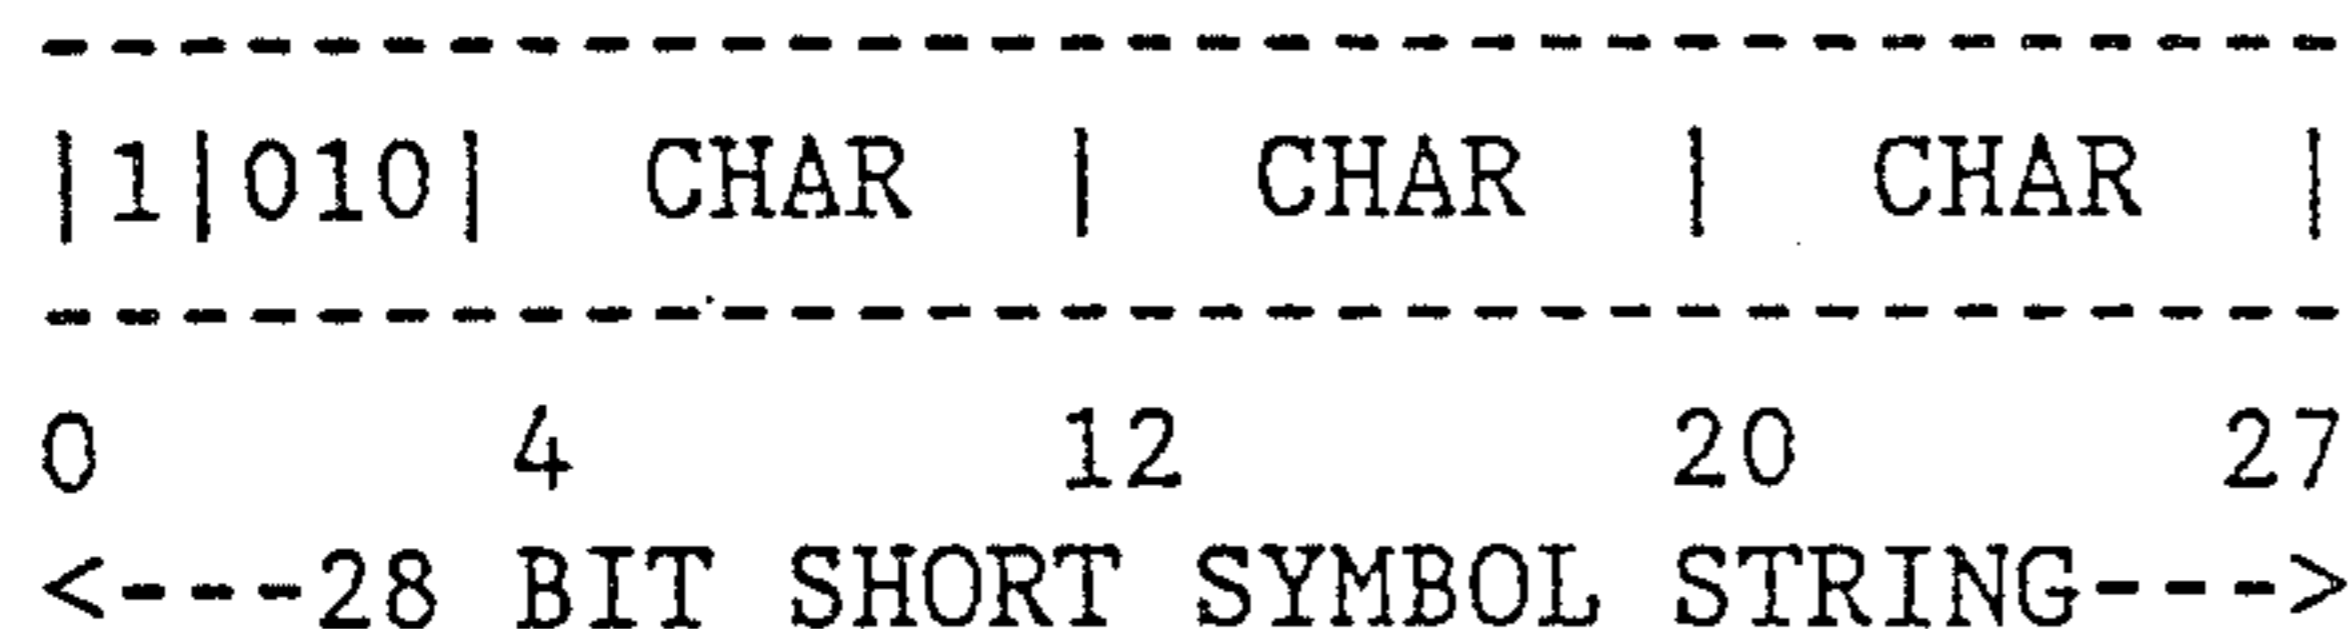 ----------------------------------
|1|010|  CHAR  |  CHAR  |  CHAR  |
----------------------------------
0      4       12       20      27
<---28 BIT SHORT SYMBOL STRING--->